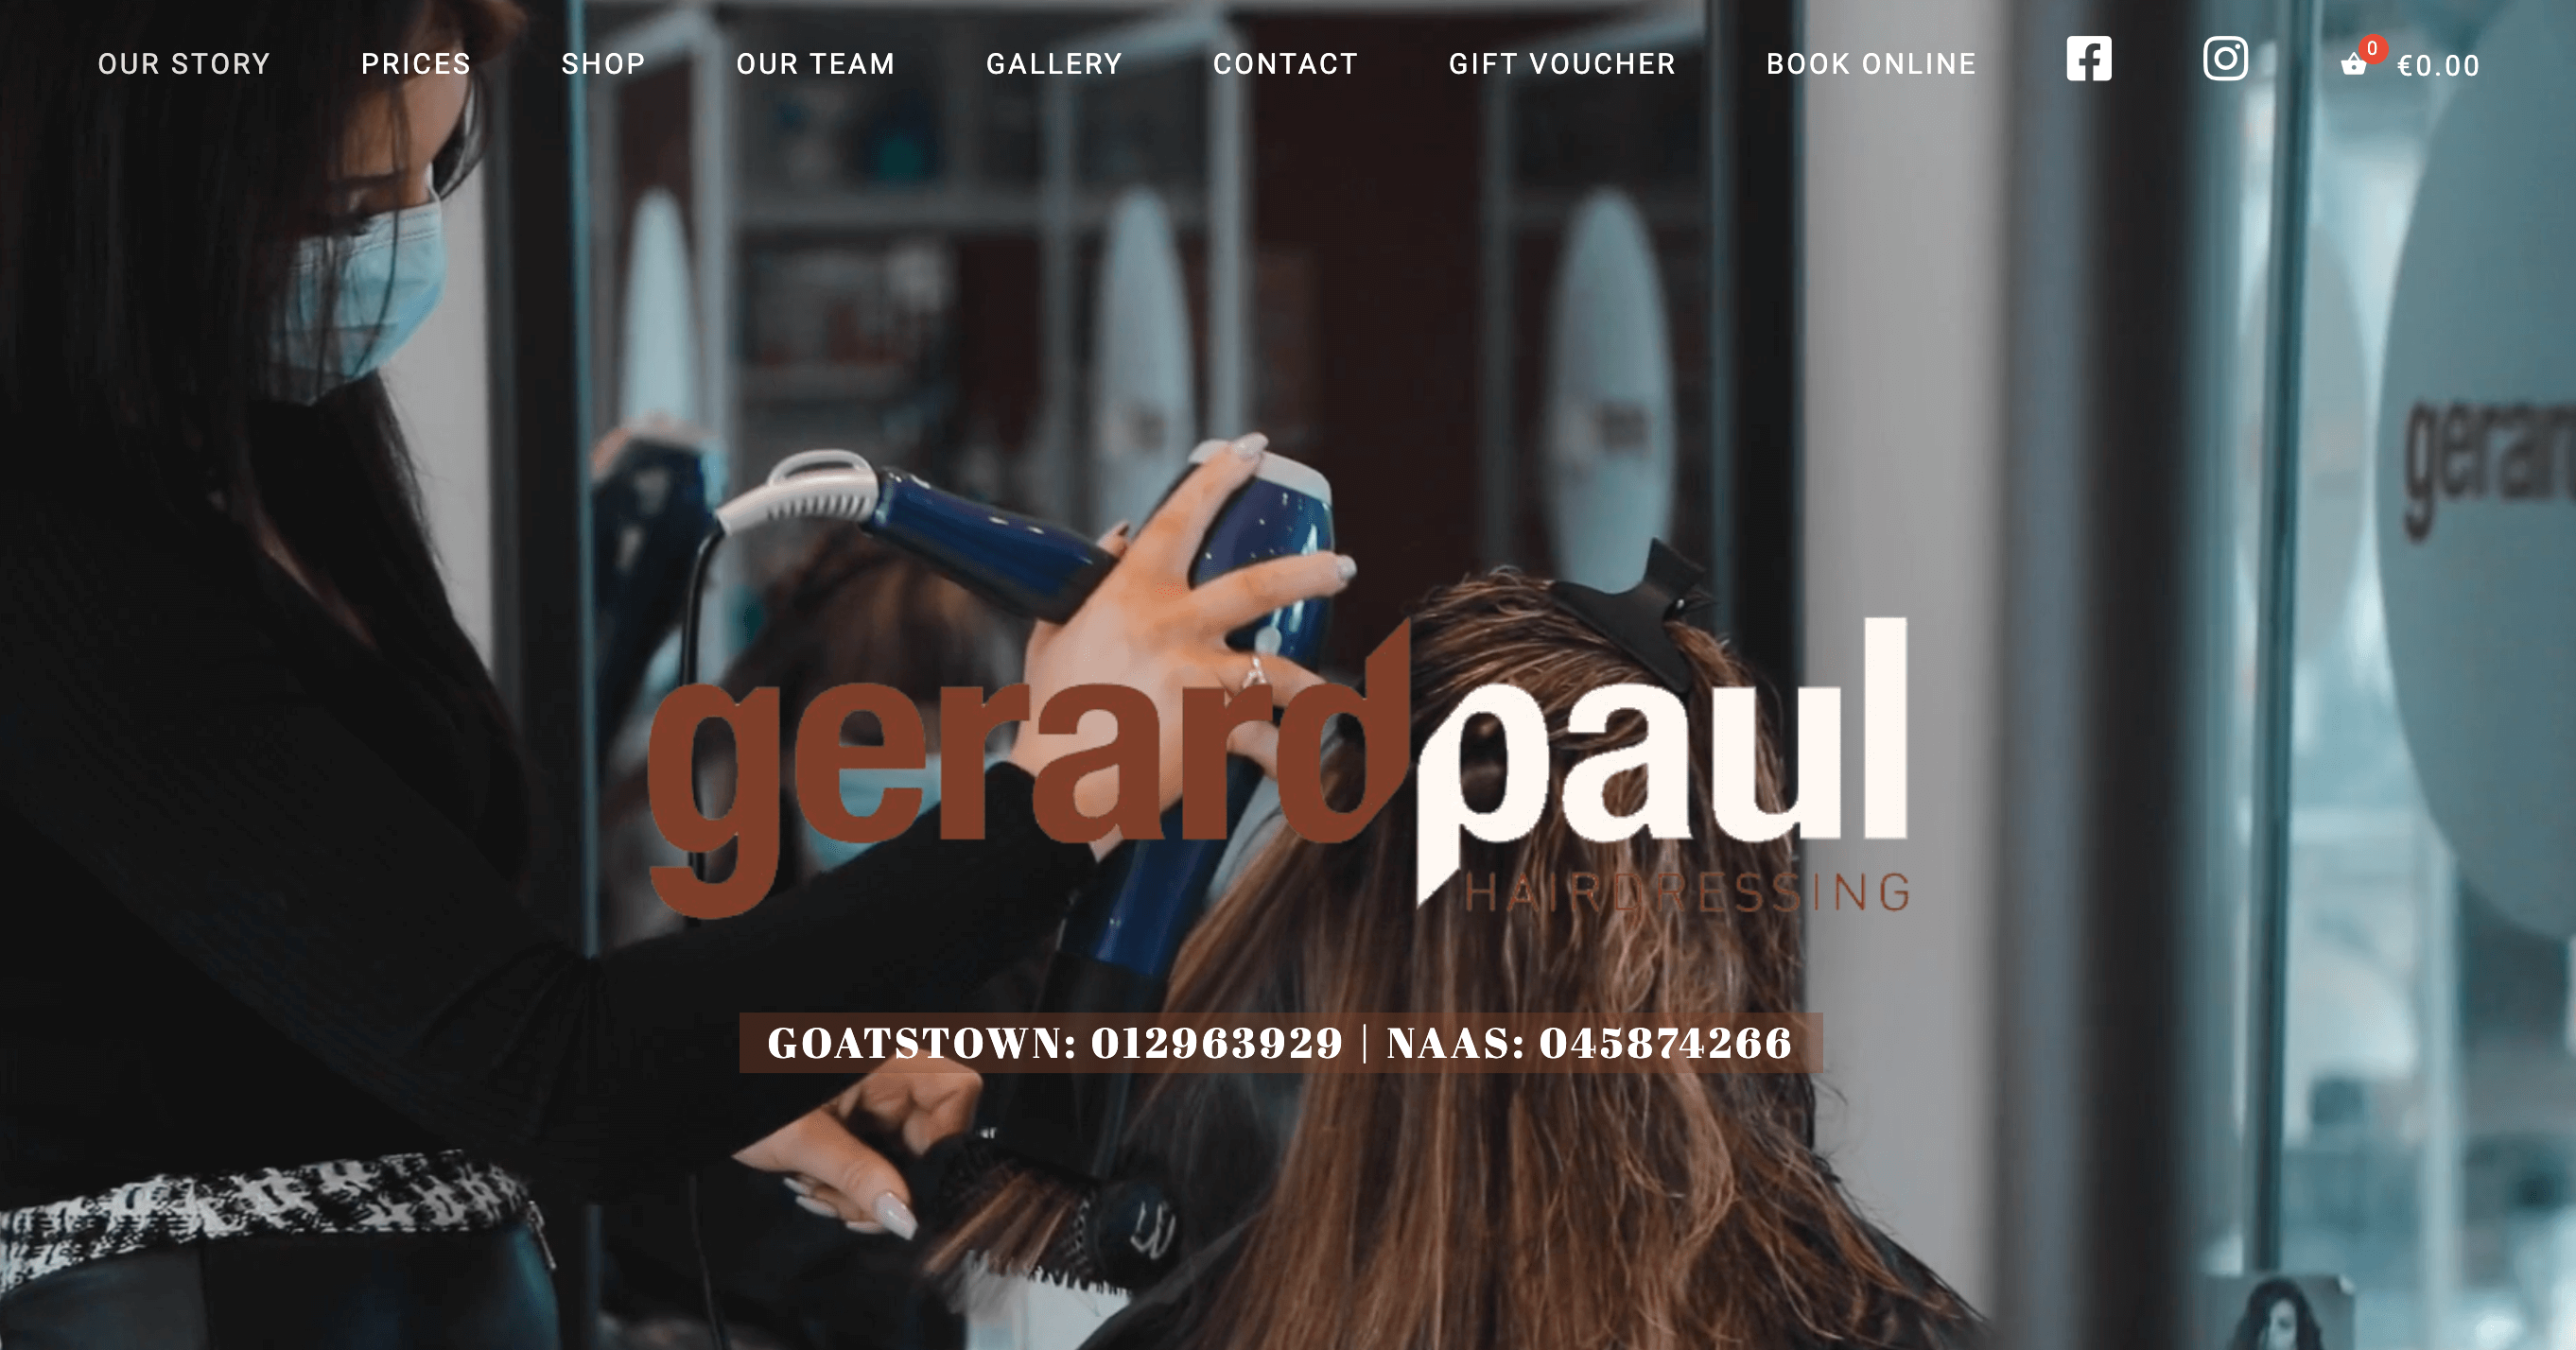 OUR STORY PRICES SHOP OUR TEAM GALLERY CONTACT GIFT VOUCHER BOOK ONLINE 0 €0.00
gerard
gerardpaul
HAIRDRESSING
GOATSTOWN: 012963929 | NAAS: 045874266